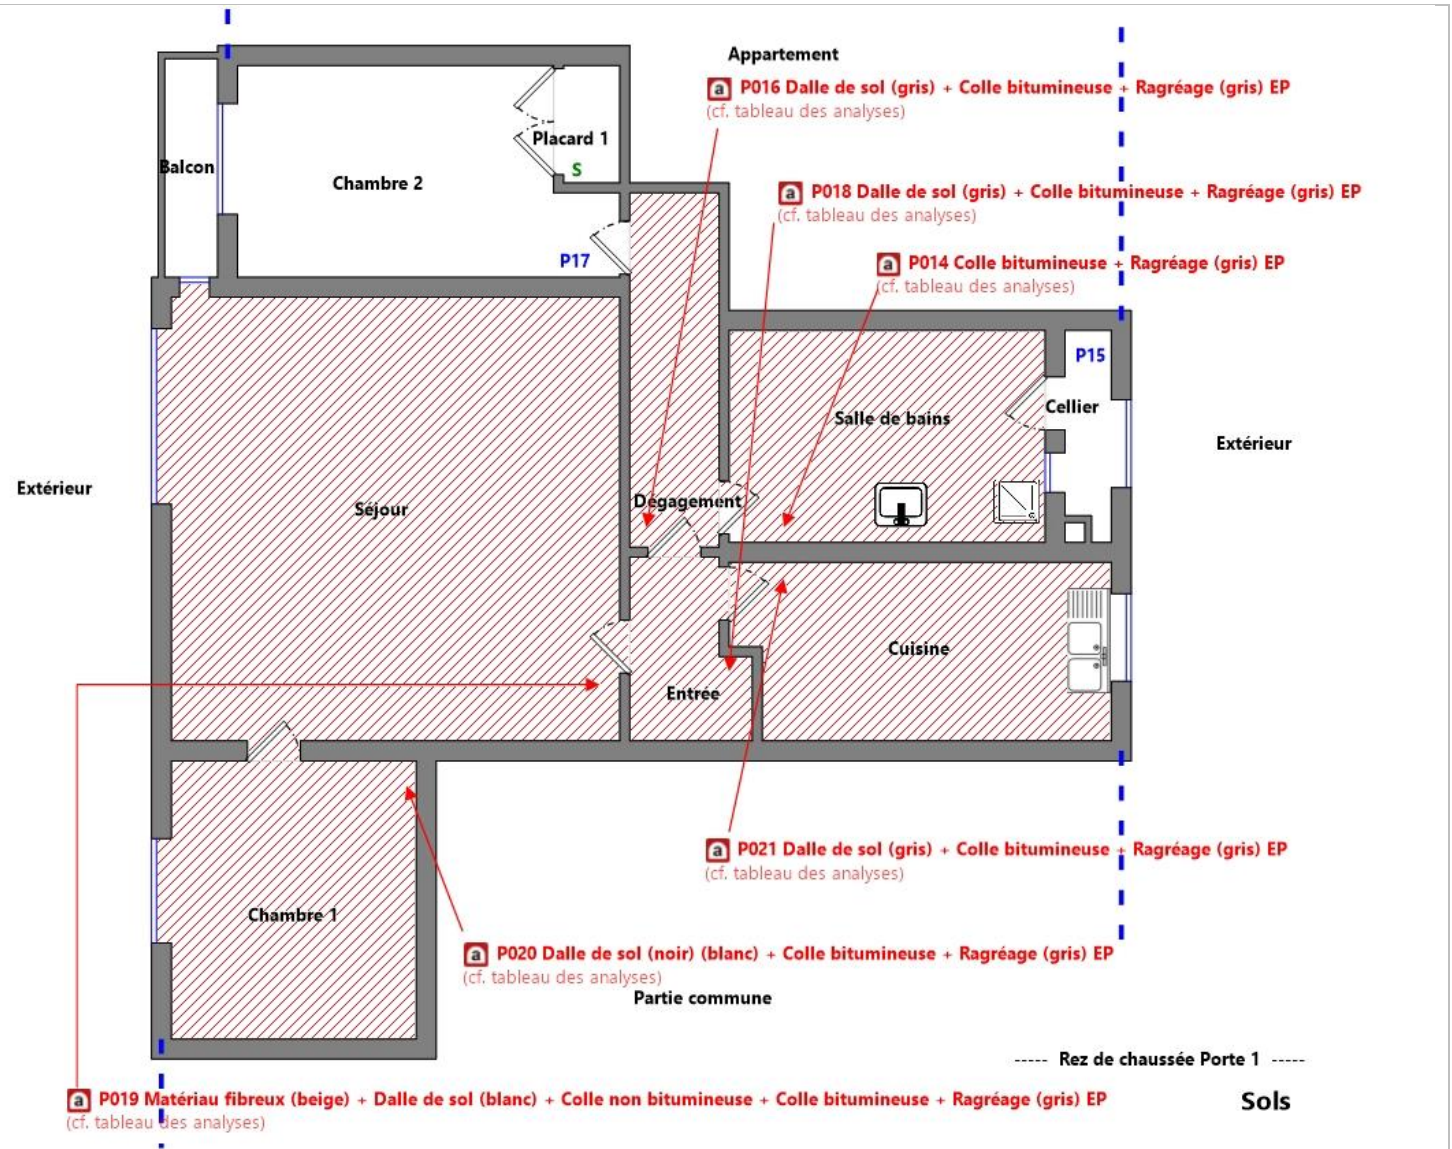 Appartement
a P016 Dalle de sol (gris) + Colle bitumineuse + Ragréage (gris) EP
(cf. tableau des analyses)
Placard 1
Balcon
S
Chambre 2
a P018 Dalle de sol (gris) + Colle bitumineuse + Ragréage (gris) EP
(cf. tableau des analyses)
P17
a P014 Colle bitumineuse + Ragréage (gris) EP
(cf. tableau des analyses)
P15
Cellier
Salle de bains
Extérieur
Extérieur
Séjour
Dégagement
Cuisine
Entrée
a P021 Dalle de sol (gris) + Colle bitumineuse + Ragréage (gris) EP
(cf. tableau des analyses)
Chambre 1
a P020 Dalle de sol (noir) (blanc) + Colle bitumineuse + Ragréage (gris) EP
(cf. tableau des analyses)
Partie commune
----- Rez de chaussée Porte 1 -----
a P019 Matériau fibreux (beige) + Dalle de sol (blanc) + Colle non bitumineuse + Colle bitumineuse + Ragréage (gris) EP
(cf. tableau des analyses)
Sols